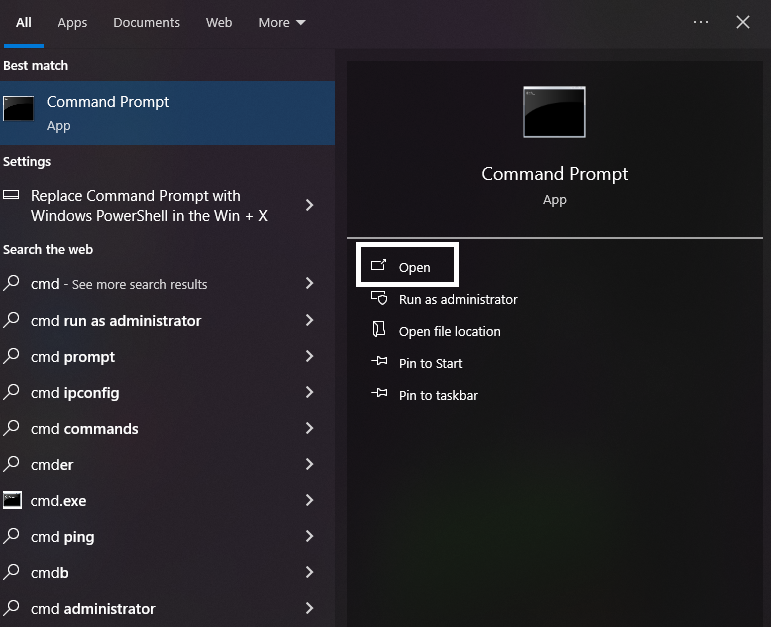 All Apps Documents Web More ...
Best match
Command Prompt
App
Settings
Replace Command Prompt with
Windows PowerShell in the Win + X
Search the web
cmd - See more search results
cmd run as administrator
cmd prompt
cmd ipconfig
cmd commands
cmder
cmd.exe
cmd ping
cmdb
cmd administrator
Command Prompt
App
Open
Run as administrator
Open file location
Pin to Start
Pin to taskbar